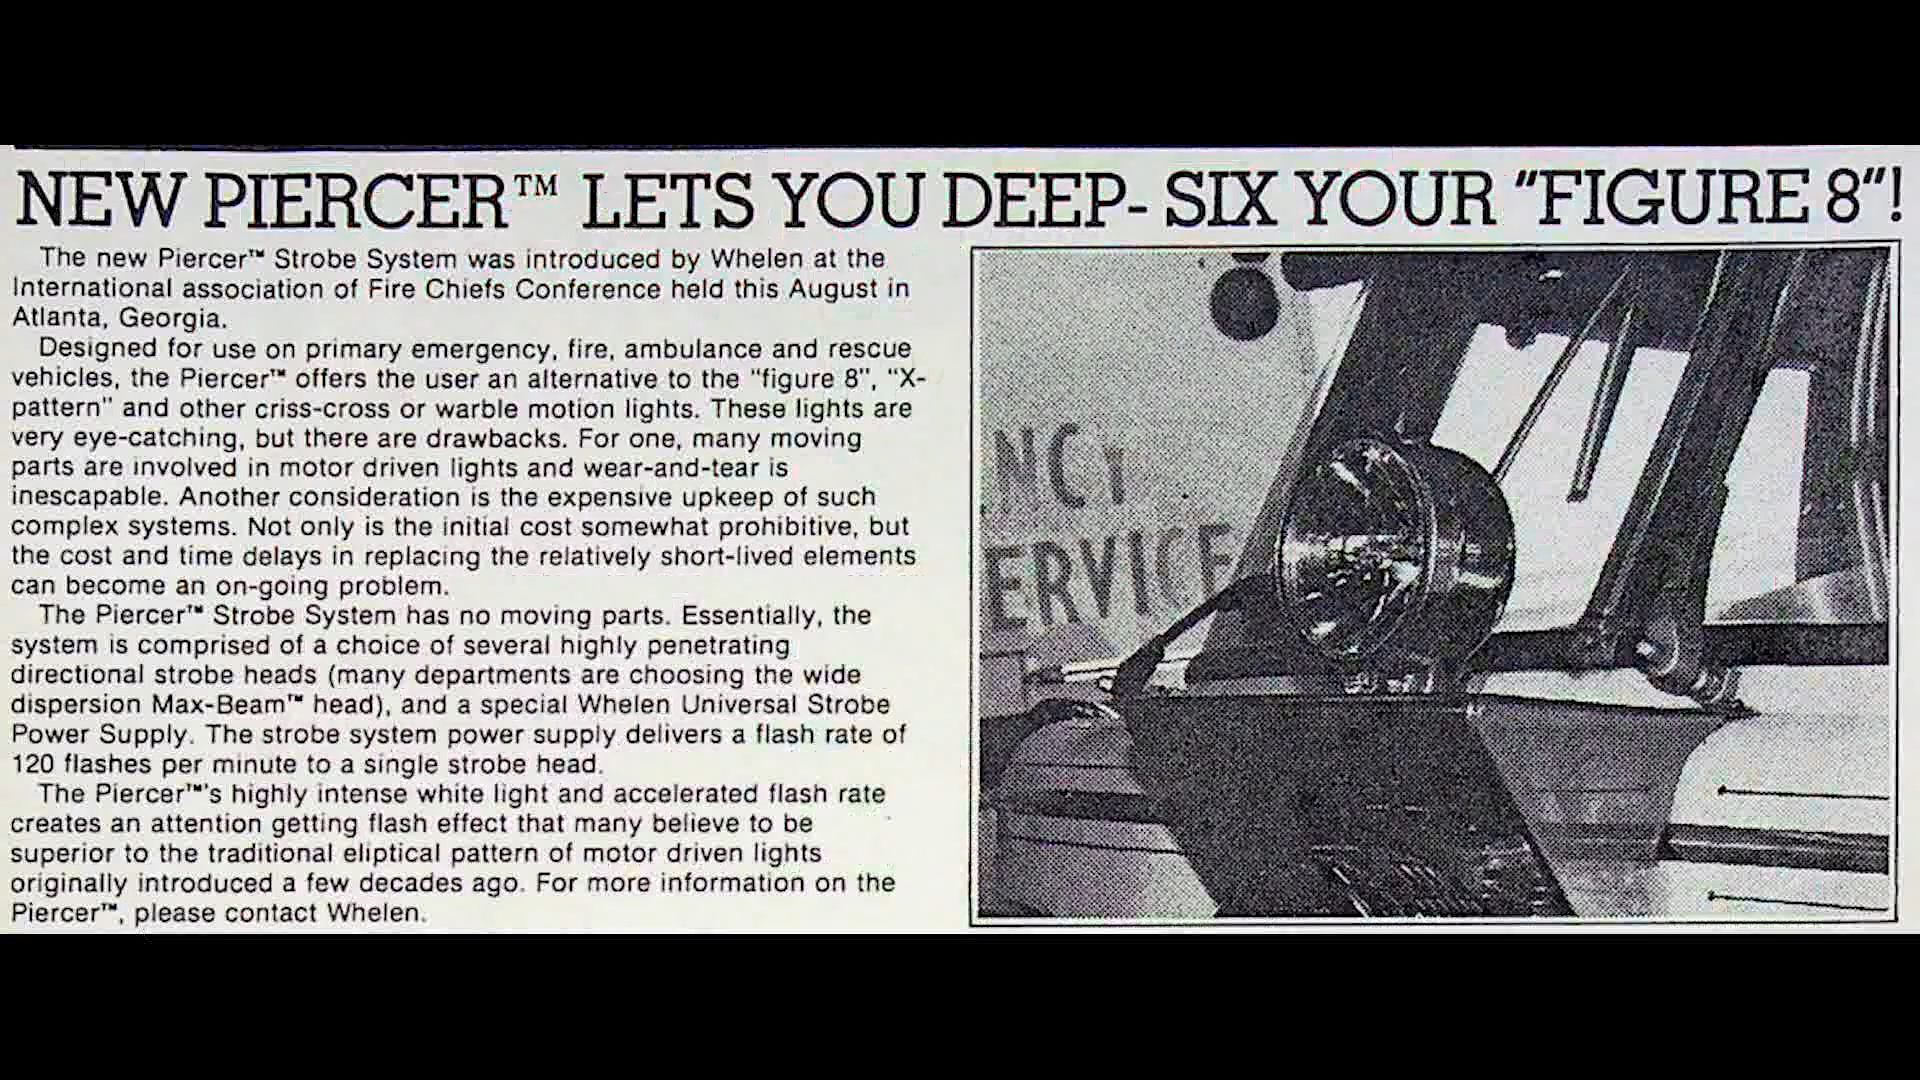 NEW PIERCER™ LETS YOU DEEP- SIX YOUR "FIGURE 8"!
The new Piercer™ Strobe System was introduced by Whelen at the
International association of Fire Chiefs Conference held this August in
Atlanta, Georgia.
Designed for use on primary emergency, fire, ambulance and rescue
vehicles, the Piercer™ offers the user an alternative to the "figure 8", "X-
pattern" and other criss-cross or warble motion lights. These lights are
very eye-catching, but there are drawbacks. For one, many moving
parts are involved in motor driven lights and wear-and-tear is
inescapable. Another consideration is the expensive upkeep of such
complex systems. Not only is the initial cost somewhat prohibitive, but
the cost and time delays in replacing the relatively short-lived elements
can become an on-going problem.
The Piercer™ Strobe System has no moving parts. Essentially, the
system is comprised of a choice of several highly penetrating
directional strobe heads (many departments are choosing the wide
dispersion Max-Beam™ head), and a special Whelen Universal Strobe
Power Supply. The strobe system power supply delivers a flash rate of
120 flashes per minute to a single strobe head.
The Piercer™'s highly intense white light and accelerated flash rate
creates an attention getting flash effect that many believe to be
superior to the traditional eliptical pattern of motor driven lights
originally introduced a few decades ago. For more information on the
Piercer™, please contact Whelen.
NCY
ERVICE